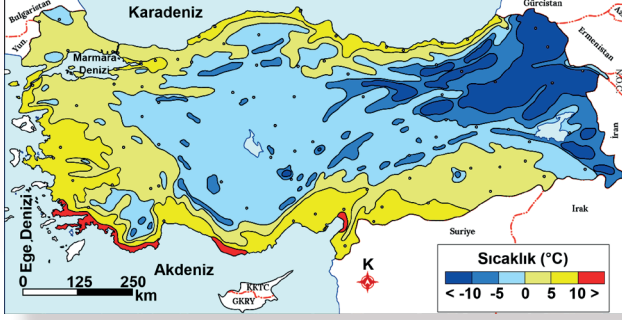 Bulgaristan
Karadeniz
Gürcistan
Yun.
Marmara
Denizi
Ermenistan
İran
Ege Denizi
Akdeniz
Suriye
Irak
0 125 250
km
KKTC
GKRY
K
Sıcaklık (°C)
< -10 -5 0 5 10 >